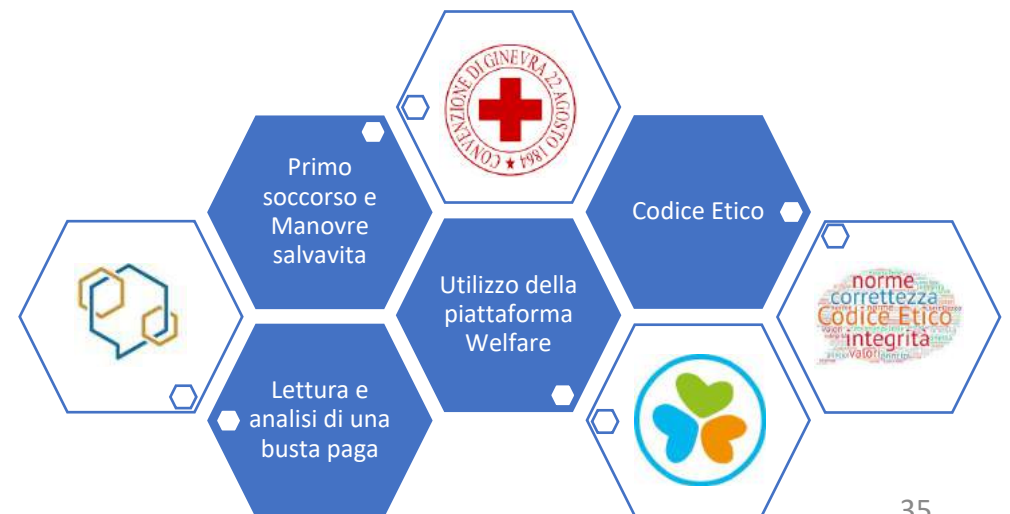 CONVENZIONE DI GINEVRA 22 AGOSTO 1864
Primo
soccorso e
Manovre
salvavita
Codice Etico
Utilizzo della
piattaforma
Welfare
norme
correttezza
Codice Etico
integrità
valori
Lettura e
analisi di una
busta paga
35